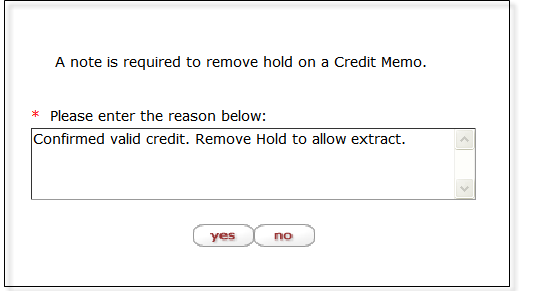 A note is required to remove hold on a Credit Memo.
* Please enter the reason below:
Confirmed valid credit. Remove Hold to allow extract.
yes no